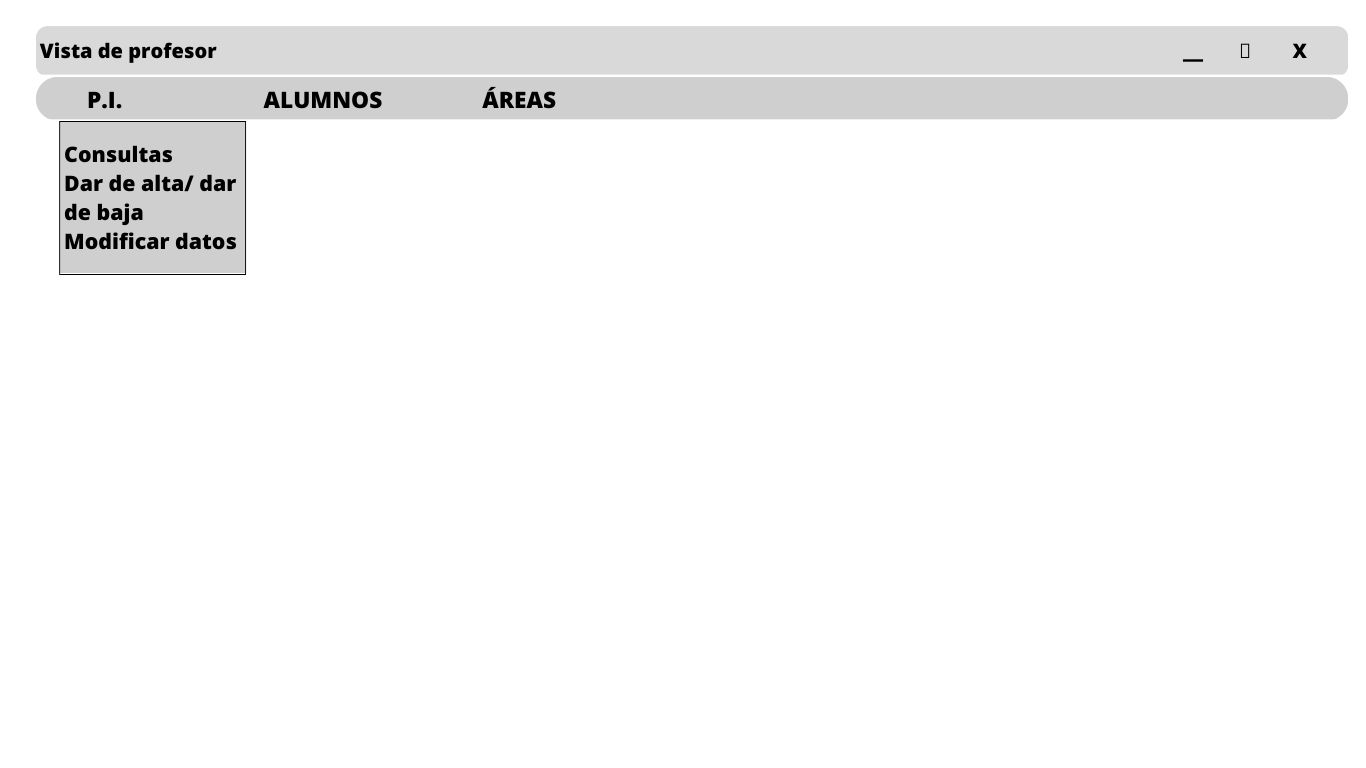 Vista de profesor
__ ▯ X
P.I. ALUMNOS ÁREAS
Consultas
Dar de alta/ dar
de baja
Modificar datos